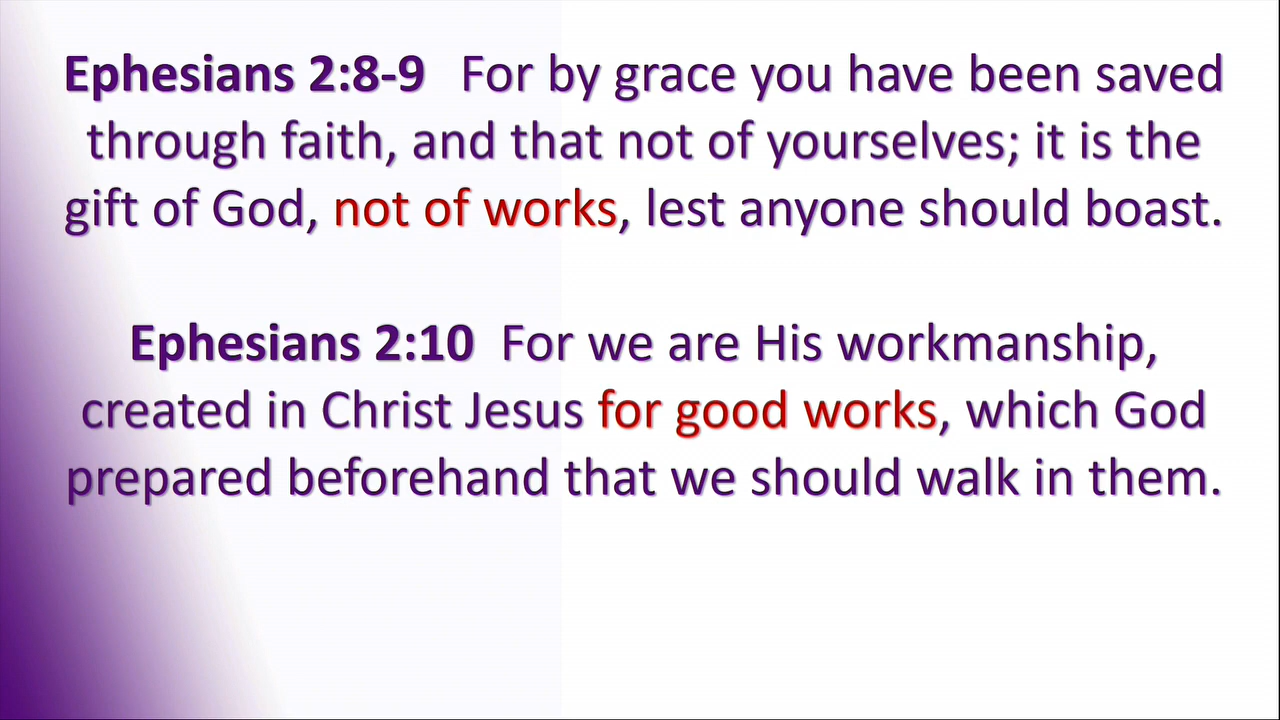 Ephesians 2:8-9 For by grace you have been saved
through faith, and that not of yourselves; it is the
gift of God, not of works, lest anyone should boast.
Ephesians 2:10 For we are His workmanship,
created in Christ Jesus for good works, which God
prepared beforehand that we should walk in them.